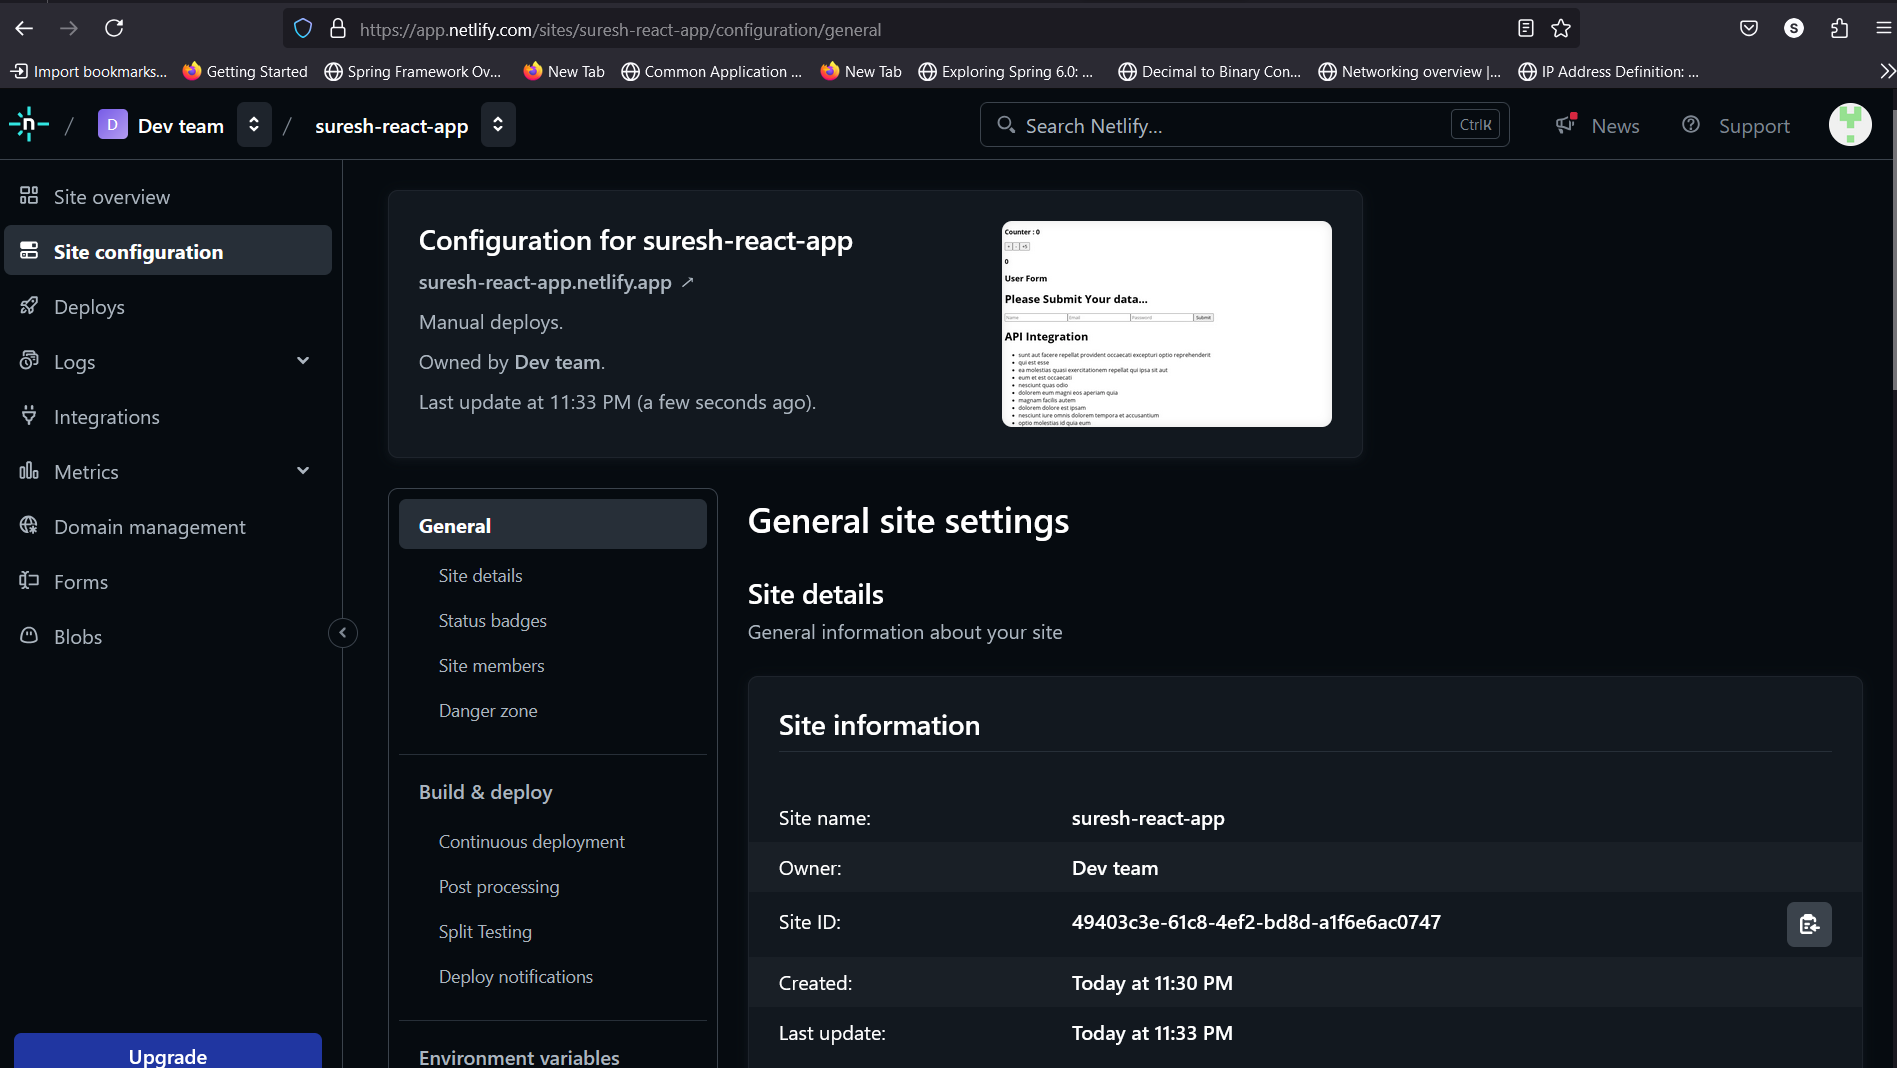 https://app.netlify.com/sites/suresh-react-app/configuration/general
S
Import bookmarks... Getting Started Spring Framework Ov... New Tab Common Application ... New Tab Exploring Spring 6.0: ... Decimal to Binary Con... Networking overview |... IP Address Definition: ...
n / D Dev team / suresh-react-app Search Netlify... CtrlK News Support
Site overview
Site configuration
Deploys
Logs
Integrations
Metrics
Domain management
Forms
Blobs
Upgrade
Configuration for suresh-react-app
suresh-react-app.netlify.app ↗
Manual deploys.
Owned by Dev team.
Last update at 11:33 PM (a few seconds ago).
Counter : 0
+ - +5
0
User Form
Please Submit Your data...
Name Email Password Submit
API Integration
• sunt aut facere repellat provident occaecati excepturi optio reprehenderit
• qui est esse
• ea molestias quasi exercitationem repellat qui ipsa sit aut
• eum et est occaecati
• nesciunt quas odio
• dolorem eum magni eos aperiam quia
• magnam facilis autem
• dolorem dolore est ipsam
• nesciunt iure omnis dolorem tempora et accusantium
• optio molestias id quia eum
General
Site details
Status badges
Site members
Danger zone
Build & deploy
Continuous deployment
Post processing
Split Testing
Deploy notifications
Environment variables
General site settings
Site details
General information about your site
Site information
Site name: suresh-react-app
Owner: Dev team
Site ID: 49403c3e-61c8-4ef2-bd8d-a1f6e6ac0747
Created: Today at 11:30 PM
Last update: Today at 11:33 PM